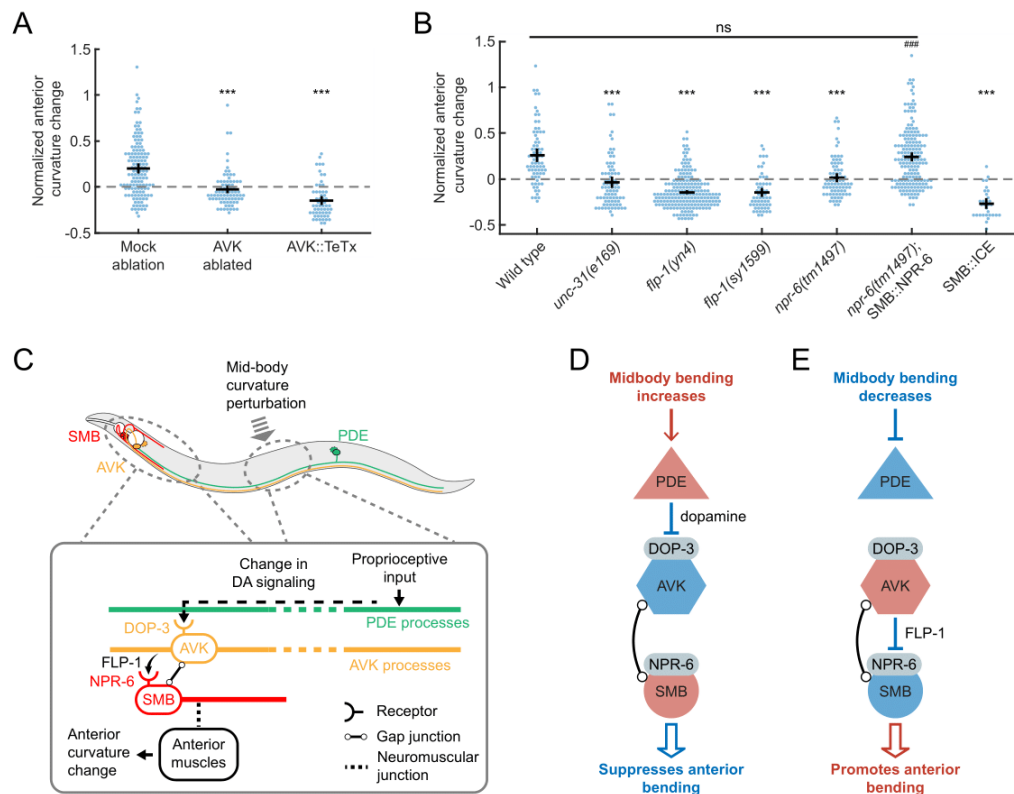 A
Normalized anterior
curvature change
1.5
1
0.5
0
-0.5
***
***
Mock
ablation
AVK
ablated
AVK::TeTx
B
Normalized anterior
curvature change
1.5
1
0.5
0
-0.5
ns
***
***
***
***
###
***
Wild type
unc-31(e169)
flp-1(yn4)
flp-1(sy1599)
npr-6(tm1497)
npr-6(tm1497);
SMB::NPR-6
SMB::ICE
C
Mid-body
curvature
perturbation
SMB
AVK
PDE
Change in
DA signaling
Proprioceptive
input
DOP-3
PDE processes
AVK
FLP-1
AVK processes
NPR-6
SMB
Anterior
curvature
change
Anterior
muscles
Receptor
Gap junction
Neuromuscular
junction
D
Midbody bending
increases
PDE
dopamine
DOP-3
AVK
NPR-6
SMB
Suppresses anterior
bending
E
Midbody bending
decreases
PDE
DOP-3
AVK
FLP-1
NPR-6
SMB
Promotes anterior
bending